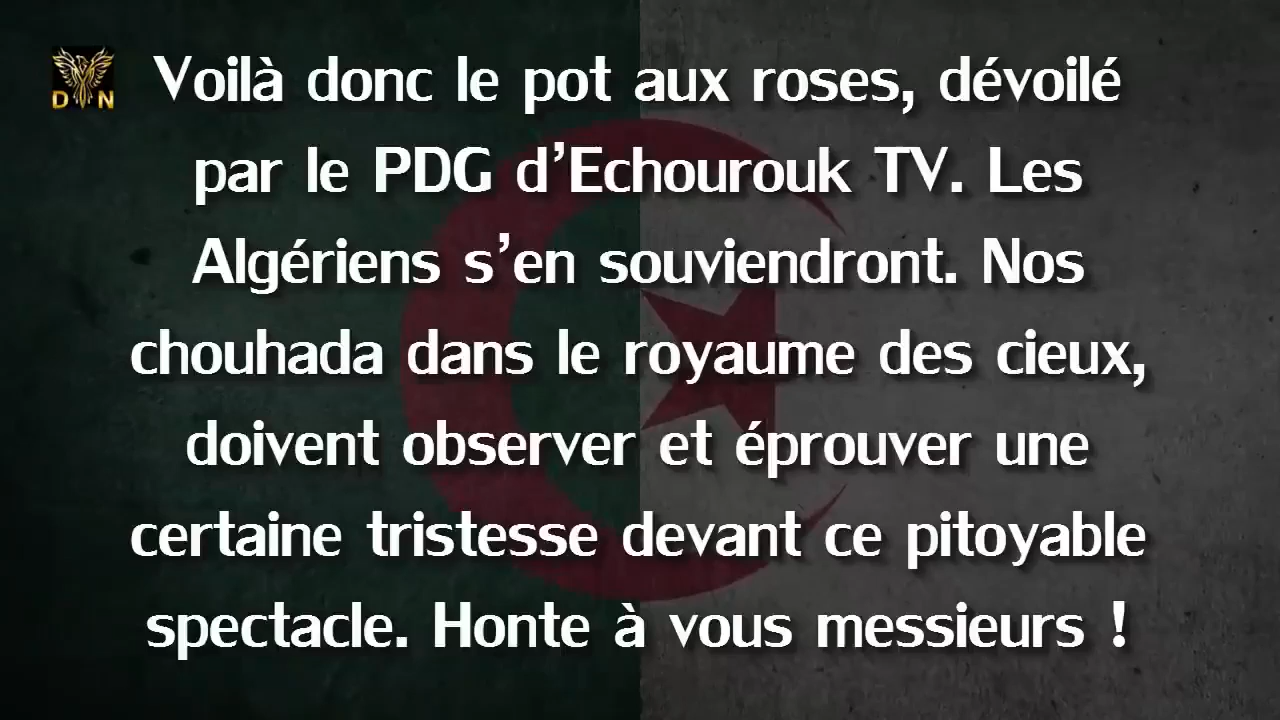 D N
Voilà donc le pot aux roses, dévoilé
par le PDG d’Echourouk TV. Les
Algériens s’en souviendront. Nos
chouhada dans le royaume des cieux,
doivent observer et éprouver une
certaine tristesse devant ce pitoyable
spectacle. Honte à vous messieurs !